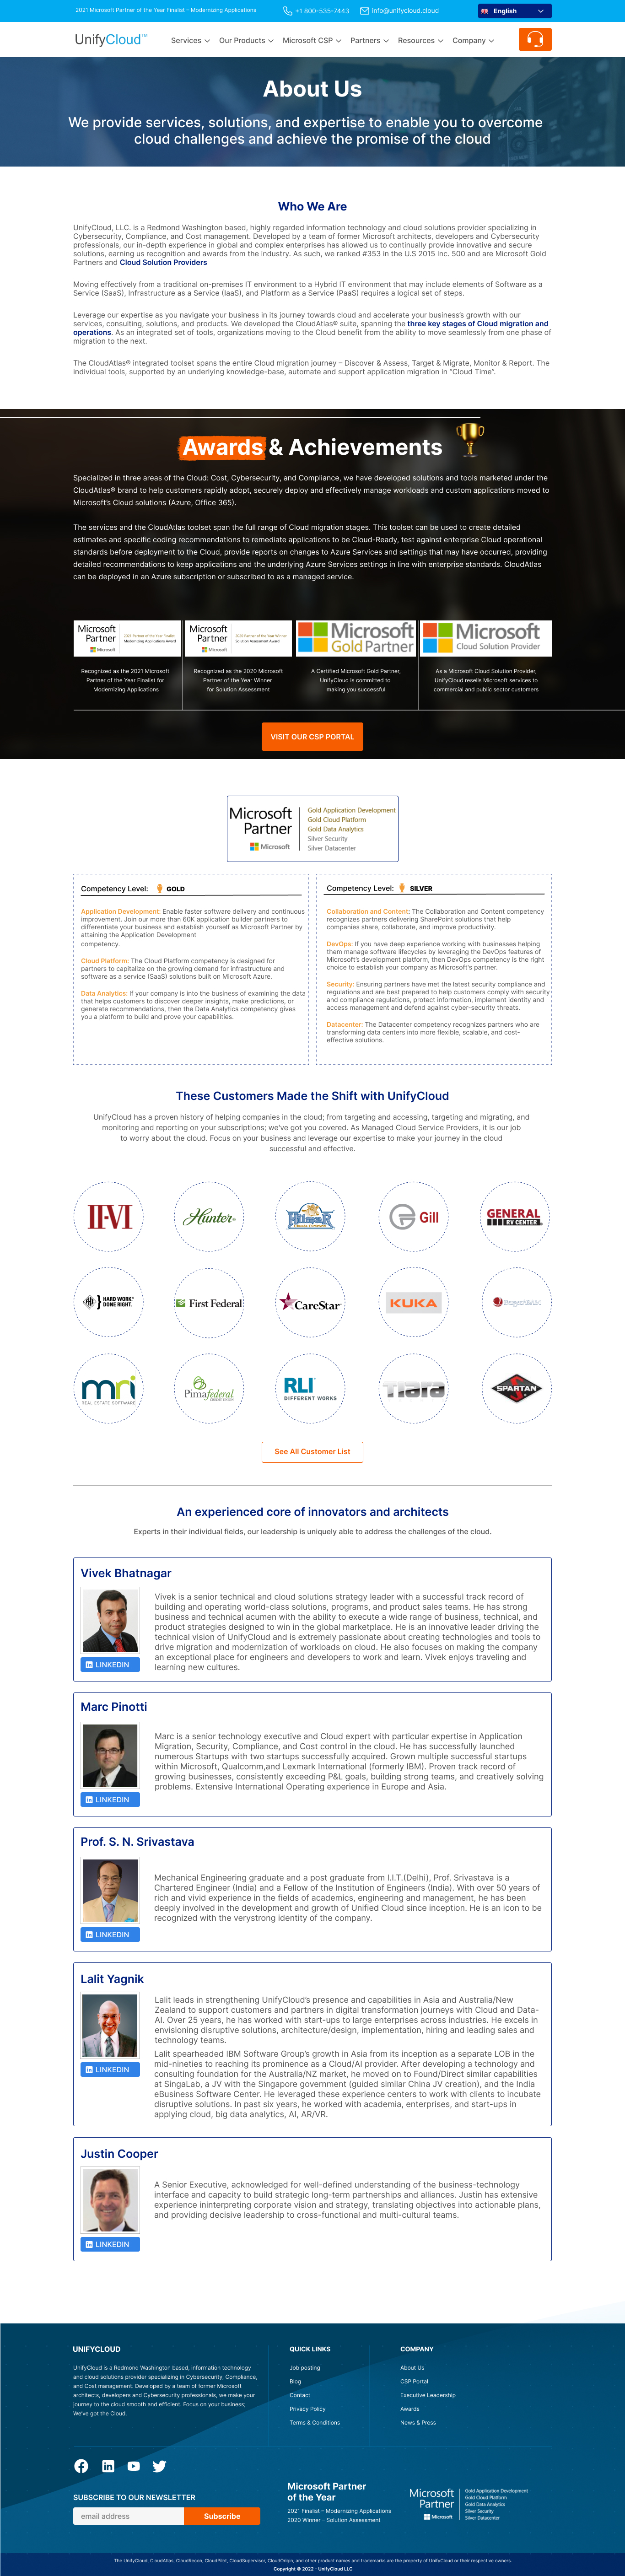 2021 Microsoft Partner of the Year Finalist – Modernizing Applications
+1 800-535-7443
info@unifycloud.cloud
English
UnifyCloud™
Services
Our Products
Microsoft CSP
Partners
Resources
Company
About Us
We provide services, solutions, and expertise to enable you to overcome
cloud challenges and achieve the promise of the cloud
Who We Are
UnifyCloud, LLC. is a Redmond Washington based, highly regarded information technology and cloud solutions provider specializing in
Cybersecurity, Compliance, and Cost management. Developed by a team of former Microsoft architects, developers and Cybersecurity
professionals, our in-depth experience in global and complex enterprises has allowed us to continually provide innovative and secure
solutions, earning us recognition and awards from the industry. As such, we ranked #353 in the U.S 2015 Inc. 500 and are Microsoft Gold
Partners and Cloud Solution Providers
Moving effectively from a traditional on-premises IT environment to a Hybrid IT environment that may include elements of Software as a
Service (SaaS), Infrastructure as a Service (IaaS), and Platform as a Service (PaaS) requires a logical set of steps.
Leverage our expertise as you navigate your business in its journey towards cloud and accelerate your business's growth with our
services, consulting, solutions, and products. We developed the CloudAtlas® suite, spanning the three key stages of Cloud migration and
operations. As an integrated set of tools, organizations moving to the Cloud benefit from the ability to move seamlessly from one phase of
migration to the next.
The CloudAtlas® integrated toolset spans the entire Cloud migration journey – Discover & Assess, Target & Migrate, Monitor & Report. The
individual tools, supported by an underlying knowledge-base, automate and support application migration in "Cloud Time".
Awards & Achievements
Specialized in three areas of the Cloud: Cost, Cybersecurity, and Compliance, we have developed solutions and tools marketed under the
CloudAtlas® brand to help customers rapidly adopt, securely deploy and effectively manage workloads and custom applications moved to
Microsoft's Cloud solutions (Azure, Office 365).
The services and the CloudAtlas toolset span the full range of Cloud migration stages. This toolset can be used to create detailed
estimates and specific coding recommendations to remediate applications to be Cloud-Ready, test against enterprise Cloud operational
standards before deployment to the Cloud, provide reports on changes to Azure Services and settings that may have occurred, providing
detailed recommendations to keep applications and the underlying Azure Services settings in line with enterprise standards. CloudAtlas
can be deployed in an Azure subscription or subscribed to as a managed service.
Microsoft
Partner
Microsoft
2021 Partner of the Year Finalist
Modernizing Applications Award
Recognized as the 2021 Microsoft
Partner of the Year Finalist for
Modernizing Applications
Microsoft
Partner
Microsoft
2020 Partner of the Year Winner
Solution Assessment Award
Recognized as the 2020 Microsoft
Partner of the Year Winner
for Solution Assessment
Microsoft
Gold Partner
A Certified Microsoft Gold Partner,
UnifyCloud is committed to
making you successful
Microsoft
Cloud Solution Provider
As a Microsoft Cloud Solution Provider,
UnifyCloud resells Microsoft services to
commercial and public sector customers
VISIT OUR CSP PORTAL
Microsoft
Partner
Microsoft
Gold Application Development
Gold Cloud Platform
Gold Data Analytics
Silver Security
Silver Datacenter
Competency Level: GOLD
Application Development: Enable faster software delivery and continuous
improvement. Join our more than 60K application builder partners to
differentiate your business and establish yourself as Microsoft Partner by
attaining the Application Development
competency.
Cloud Platform: The Cloud Platform competency is designed for
partners to capitalize on the growing demand for infrastructure and
software as a service (SaaS) solutions built on Microsoft Azure.
Data Analytics: If your company is into the business of examining the data
that helps customers to discover deeper insights, make predictions, or
generate recommendations, then the Data Analytics competency gives
you a platform to build and prove your capabilities.
Competency Level: SILVER
Collaboration and Content: The Collaboration and Content competency
recognizes partners delivering SharePoint solutions that help
companies share, collaborate, and improve productivity.
DevOps: If you have deep experience working with businesses helping
them manage software lifecycles by leveraging the DevOps features of
Microsoft's development platform, then DevOps competency is the right
choice to establish your company as Microsoft's partner.
Security: Ensuring partners have met the latest security compliance and
regulations and are best prepared to help customers comply with security
and compliance regulations, protect information, implement identity and
access management and defend against cyber-security threats.
Datacenter: The Datacenter competency recognizes partners who are
transforming data centers into more flexible, scalable, and cost-
effective solutions.
These Customers Made the Shift with UnifyCloud
UnifyCloud has a proven history of helping companies in the cloud; from targeting and accessing, targeting and migrating, and
monitoring and reporting on your subscriptions; we've got you covered. As Managed Cloud Service Providers, it is our job
to worry about the cloud. Focus on your business and leverage our expertise to make your journey in the cloud
successful and effective.
II-VI
Hunter
Hilmar
Gill
GENERAL
RV CENTER
HARD WORK.
DONE RIGHT.
First Federal
CareStar
KUKA
mri
REAL ESTATE SOFTWARE
Pima federal
CREDIT UNION
RLI
DIFFERENT WORKS
TIARA
SPARTAN
See All Customer List
An experienced core of innovators and architects
Experts in their individual fields, our leadership is uniquely able to address the challenges of the cloud.
Vivek Bhatnagar
Vivek is a senior technical and cloud solutions strategy leader with a successful track record of
building and operating world-class solutions, programs, and product sales teams. He has strong
business and technical acumen with the ability to execute a wide range of business, technical, and
product strategies designed to win in the global marketplace. He is an innovative leader driving the
technical vision of UnifyCloud and is extremely passionate about creating technologies and tools to
drive migration and modernization of workloads on cloud. He also focuses on making the company
an exceptional place for engineers and developers to work and learn. Vivek enjoys traveling and
learning new cultures.
LINKEDIN
Marc Pinotti
Marc is a senior technology executive and Cloud expert with particular expertise in Application
Migration, Security, Compliance, and Cost control in the cloud. He has successfully launched
numerous Startups with two startups successfully acquired. Grown multiple successful startups
within Microsoft, Qualcomm,and Lexmark International (formerly IBM). Proven track record of
growing businesses, consistently exceeding P&L goals, building strong teams, and creatively solving
problems. Extensive International Operating experience in Europe and Asia.
LINKEDIN
Prof. S. N. Srivastava
Mechanical Engineering graduate and a post graduate from I.I.T.(Delhi), Prof. Srivastava is a
Chartered Engineer (India) and a Fellow of the Institution of Engineers (India). With over 50 years of
rich and vivid experience in the fields of academics, engineering and management, he has been
deeply involved in the development and growth of Unified Cloud since inception. He is an icon to be
recognized with the verystrong identity of the company.
LINKEDIN
Lalit Yagnik
Lalit leads in strengthening UnifyCloud's presence and capabilities in Asia and Australia/New
Zealand to support customers and partners in digital transformation journeys with Cloud and Data-
AI. Over 25 years, he has worked with start-ups to large enterprises across industries. He excels in
envisioning disruptive solutions, architecture/design, implementation, hiring and leading sales and
technology teams.
Lalit spearheaded IBM Software Group's growth in Asia from its inception as a separate LOB in the
mid-nineties to reaching its prominence as a Cloud/AI provider. After developing a technology and
consulting foundation for the Australia/NZ market, he moved on to Found/Direct similar capabilities
at SingaLab, a JV with the Singapore government (guided similar China JV creation), and the India
eBusiness Software Center. He leveraged these experience centers to work with clients to incubate
disruptive solutions. In past six years, he worked with academia, enterprises, and start-ups in
applying cloud, big data analytics, AI, AR/VR.
LINKEDIN
Justin Cooper
A Senior Executive, acknowledged for well-defined understanding of the business-technology
interface and capacity to build strategic long-term partnerships and alliances. Justin has extensive
experience ininterpreting corporate vision and strategy, translating objectives into actionable plans,
and providing decisive leadership to cross-functional and multi-cultural teams.
LINKEDIN
UNIFYCLOUD
UnifyCloud is a Redmond Washington based, information technology
and cloud solutions provider specializing in Cybersecurity, Compliance,
and Cost management. Developed by a team of former Microsoft
architects, developers and Cybersecurity professionals, we make your
journey to the cloud smooth and efficient. Focus on your business;
We've got the Cloud.
QUICK LINKS
Job posting
Blog
Contact
Privacy Policy
Terms & Conditions
COMPANY
About Us
CSP Portal
Executive Leadership
Awards
News & Press
SUBSCRIBE TO OUR NEWSLETTER
email address
Subscribe
Microsoft Partner
of the Year
2021 Finalist – Modernizing Applications
2020 Winner – Solution Assessment
Microsoft
Partner
Microsoft
Gold Application Development
Gold Cloud Platform
Gold Data Analytics
Silver Security
Silver Datacenter
The UnifyCloud, CloudAtlas, CloudRecon, CloudPilot, CloudSupervisor, CloudOrigin, and other product names and trademarks are the property of UnifyCloud or their respective owners.
Copyright © 2022 – UnifyCloud LLC